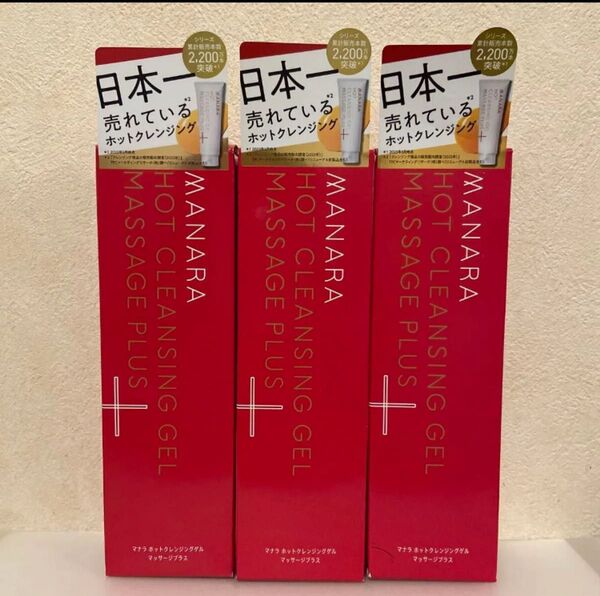 シリーズ
累計販売本数
2,200万本
突破※1
日本一※2
売れている
ホットクレンジング
MANARA
HOT CLEANSING GEL
MASSAGE PLUS
マナラ ホットクレンジングゲル
マッサージプラス
シリーズ
累計販売本数
2,200万本
突破※1
日本一※2
売れている
ホットクレンジング
MANARA
HOT CLEANSING GEL
MASSAGE PLUS
マナラ ホットクレンジングゲル
マッサージプラス
シリーズ
累計販売本数
2,200万本
突破※1
日本一※2
売れている
ホットクレンジング
MANARA
HOT CLEANSING GEL
MASSAGE PLUS
マナラ ホットクレンジングゲル
マッサージプラス